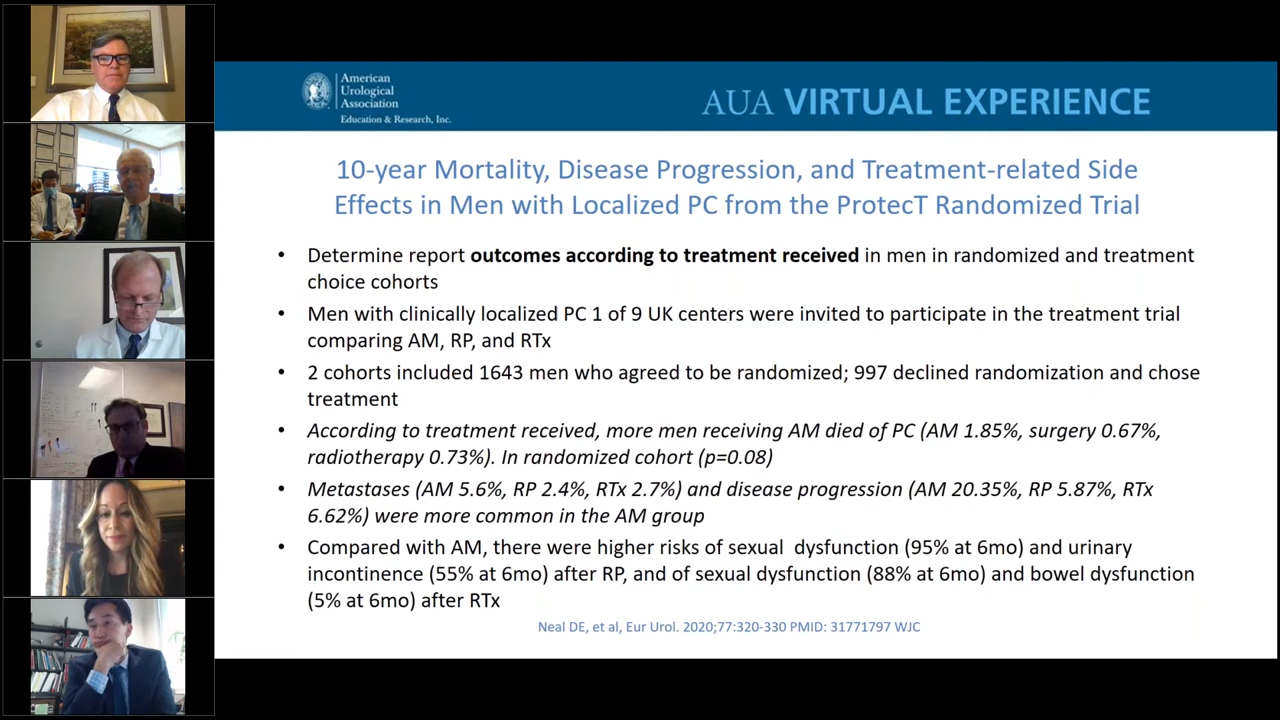 American
Urological
Association
Education & Research, Inc.
AUA VIRTUAL EXPERIENCE
10-year Mortality, Disease Progression, and Treatment-related Side
Effects in Men with Localized PC from the ProtecT Randomized Trial
• Determine report outcomes according to treatment received in men in randomized and treatment
choice cohorts
• Men with clinically localized PC 1 of 9 UK centers were invited to participate in the treatment trial
comparing AM, RP, and RTx
• 2 cohorts included 1643 men who agreed to be randomized; 997 declined randomization and chose
treatment
• According to treatment received, more men receiving AM died of PC (AM 1.85%, surgery 0.67%,
radiotherapy 0.73%). In randomized cohort (p=0.08)
• Metastases (AM 5.6%, RP 2.4%, RTx 2.7%) and disease progression (AM 20.35%, RP 5.87%, RTx
6.62%) were more common in the AM group
• Compared with AM, there were higher risks of sexual dysfunction (95% at 6mo) and urinary
incontinence (55% at 6mo) after RP, and of sexual dysfunction (88% at 6mo) and bowel dysfunction
(5% at 6mo) after RTx
Neal DE, et al, Eur Urol. 2020;77:320-330 PMID: 31771797 WJC